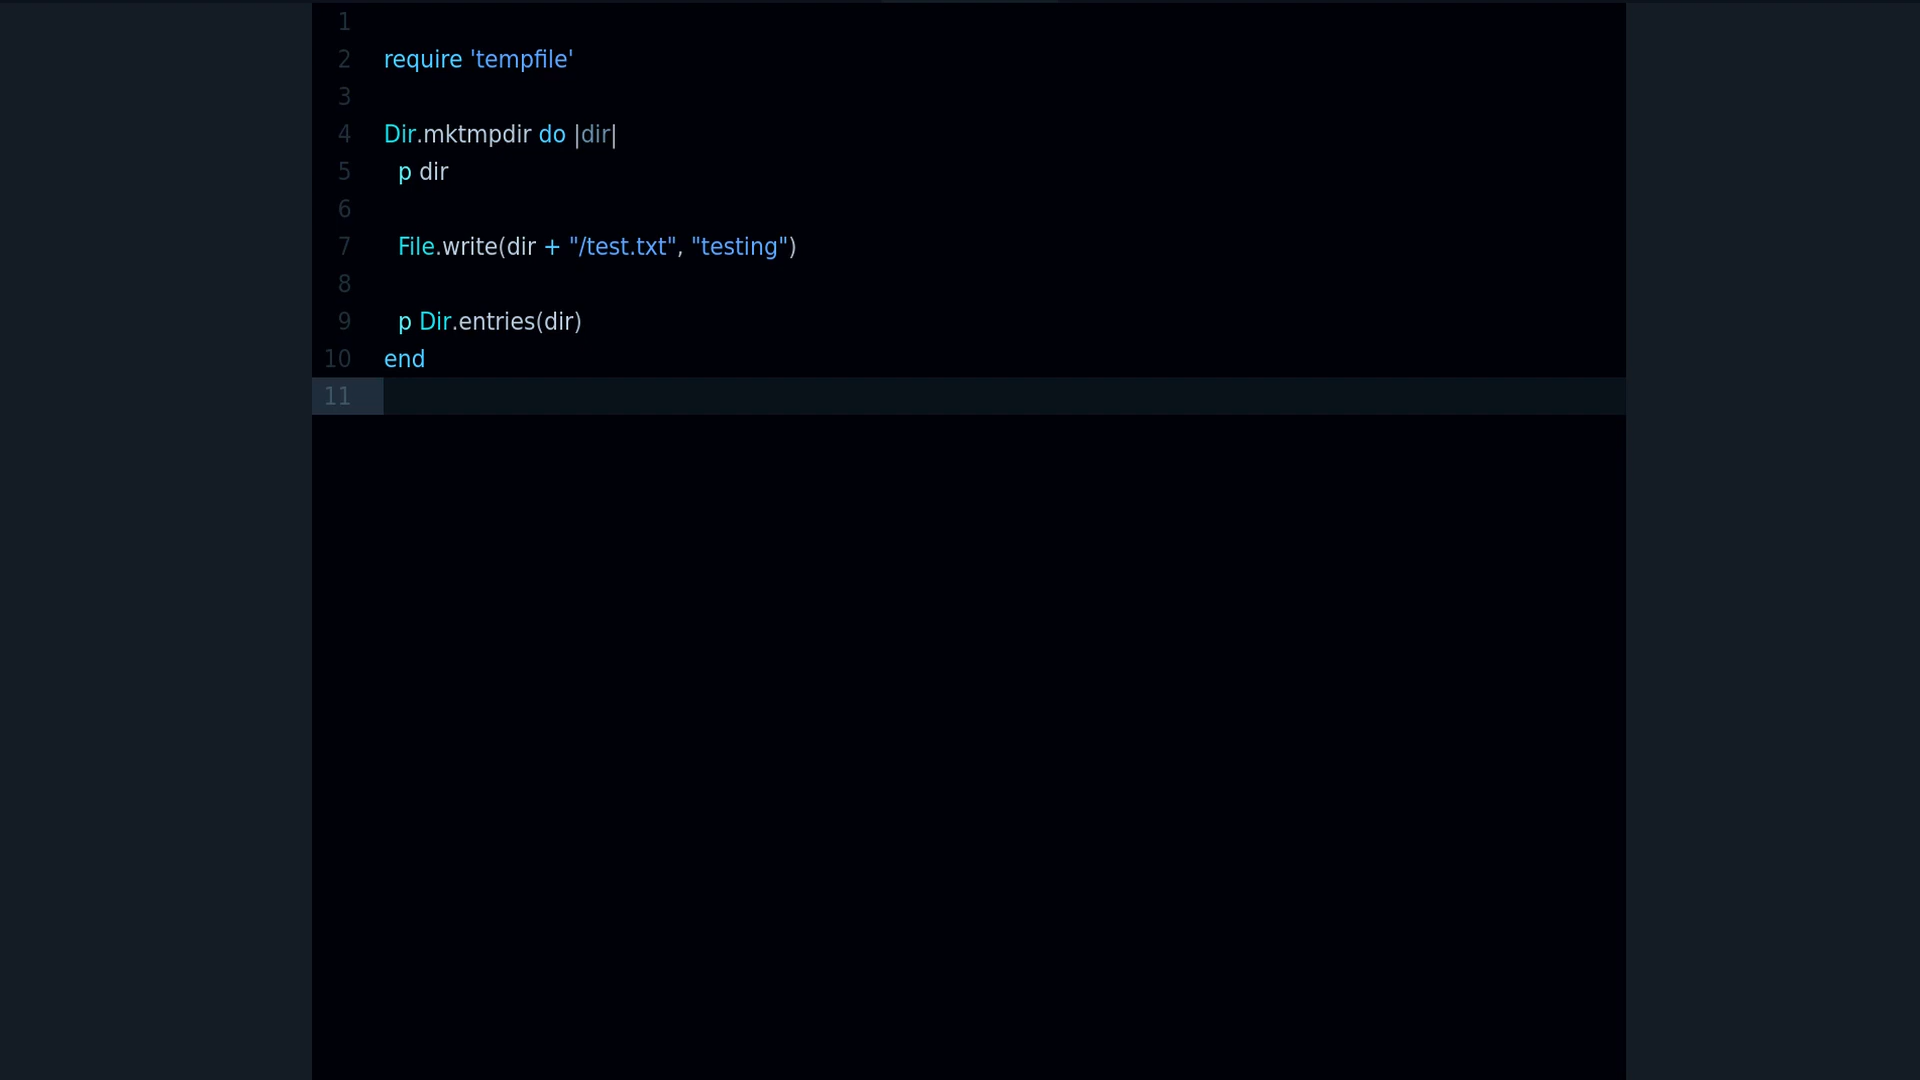 1
2 require 'tempfile'
3
4 Dir.mktmpdir do |dir|
5 p dir
6
7 File.write(dir + "/test.txt", "testing")
8
9 p Dir.entries(dir)
10 end
11